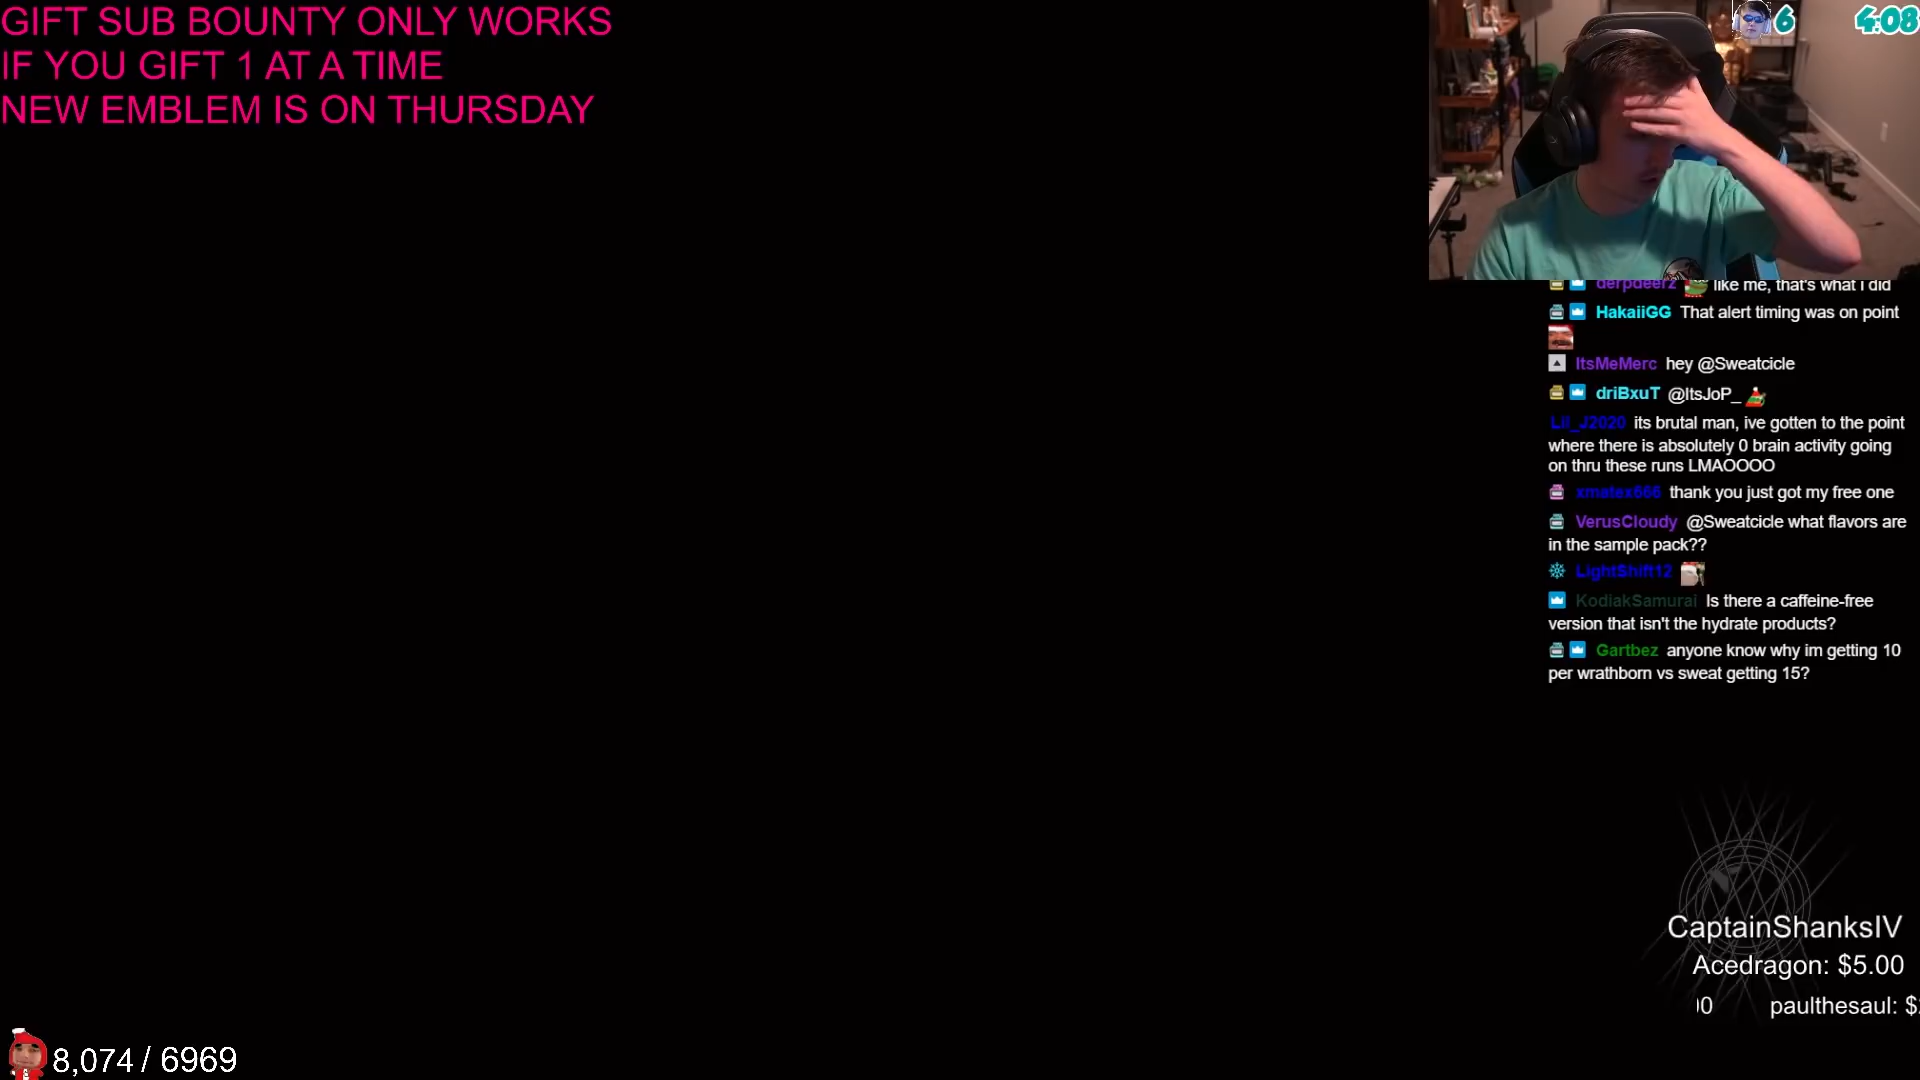 GIFT SUB BOUNTY ONLY WORKS
IF YOU GIFT 1 AT A TIME
NEW EMBLEM IS ON THURSDAY
6
4:08
derpdeerz like me, that's what i did
HakaiiGG That alert timing was on point
ItsMeMerc hey @Sweatcicle
driBxuT @ItsJoP_
Lil_J2020 its brutal man, ive gotten to the point
where there is absolutely 0 brain activity going
on thru these runs LMAOOOO
xmatex666 thank you just got my free one
VerusCloudy @Sweatcicle what flavors are
in the sample pack??
LightShift12
KodiakSamurai Is there a caffeine-free
version that isn't the hydrate products?
Gartbez anyone know why im getting 10
per wrathborn vs sweat getting 15?
CaptainShanksIV
Acedragon: $5.00
00 paulthesaul: $
8,074 / 6969